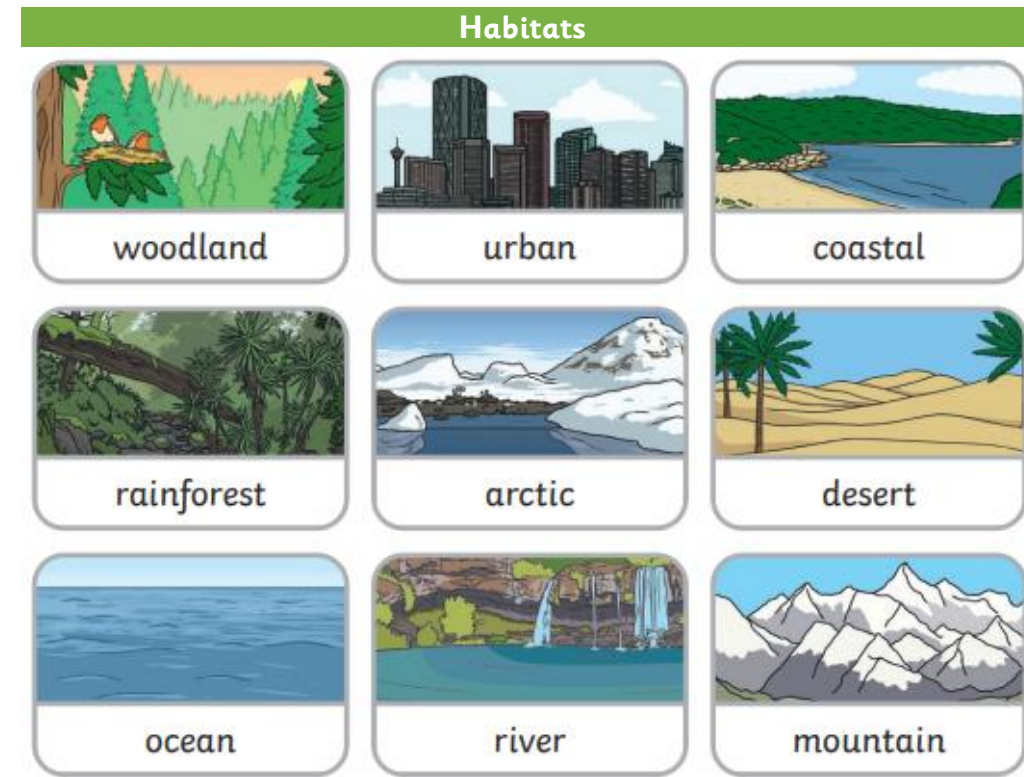 Habitats
woodland
urban
coastal
rainforest
arctic
desert
ocean
river
mountain